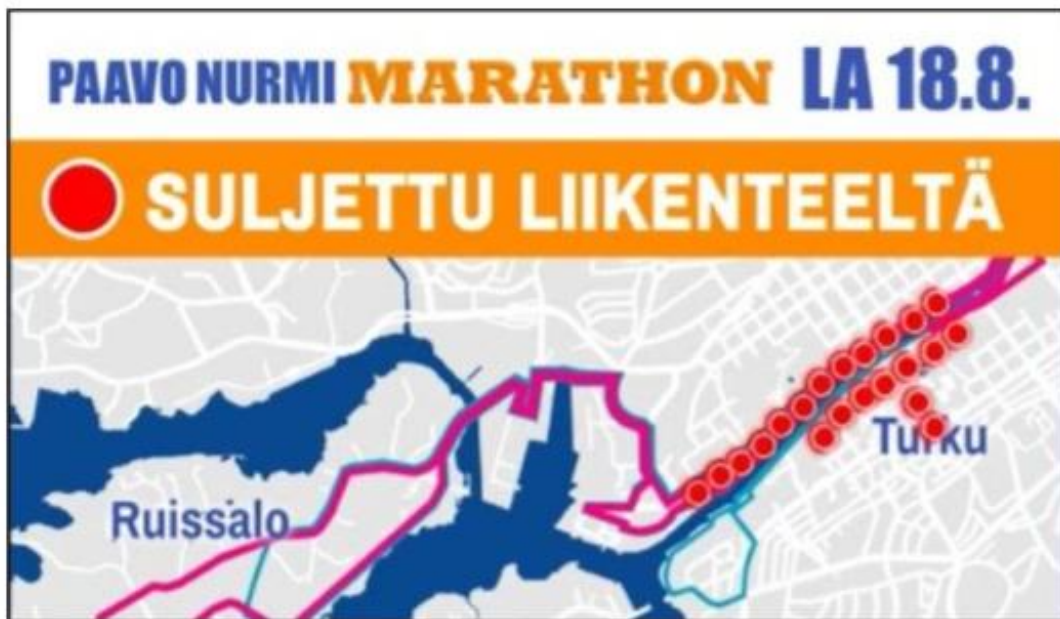 PAAVO NURMI MARATHON LA 18.8.
SULJETTU LIIKENTEELTÄ
Turku
Ruissalo